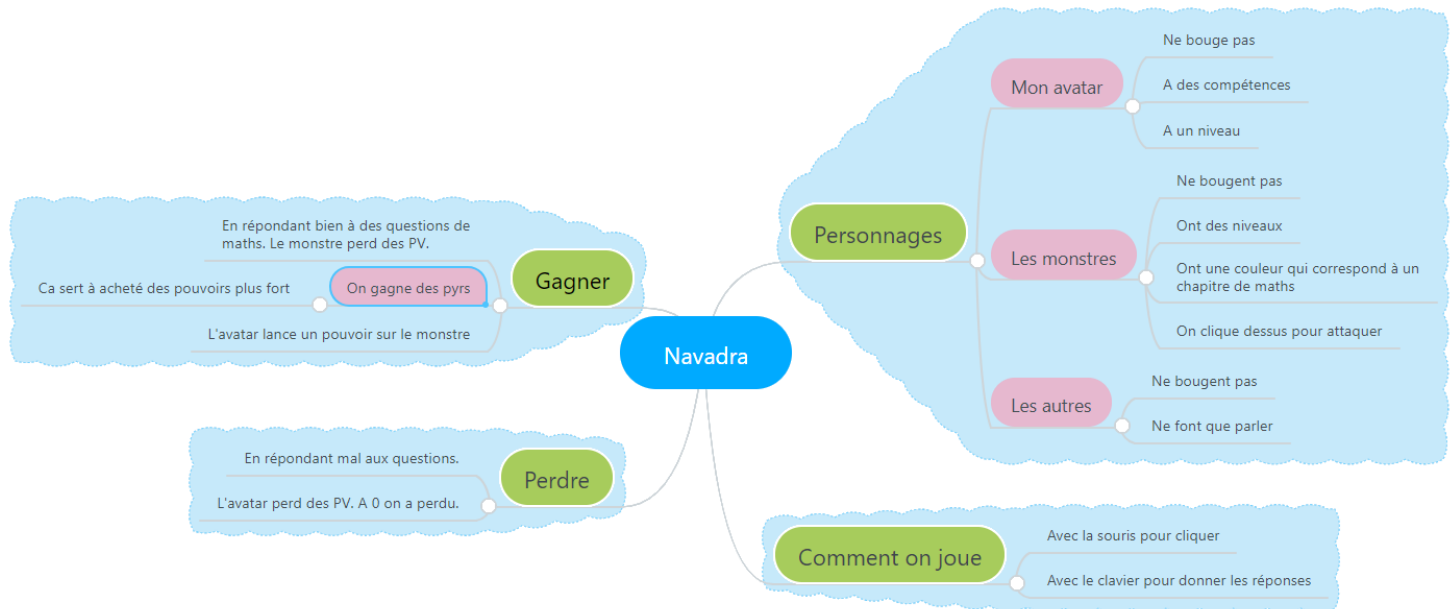 Navadra
Personnages
Mon avatar
Ne bouge pas
A des compétences
A un niveau
Les monstres
Ne bougent pas
Ont des niveaux
Ont une couleur qui correspond à un
chapitre de maths
On clique dessus pour attaquer
Les autres
Ne bougent pas
Ne font que parler
Comment on joue
Avec la souris pour cliquer
Avec le clavier pour donner les réponses
Gagner
En répondant bien à des questions de
maths. Le monstre perd des PV.
On gagne des pyrs
Ca sert à acheté des pouvoirs plus fort
L'avatar lance un pouvoir sur le monstre
Perdre
En répondant mal aux questions.
L'avatar perd des PV. A 0 on a perdu.